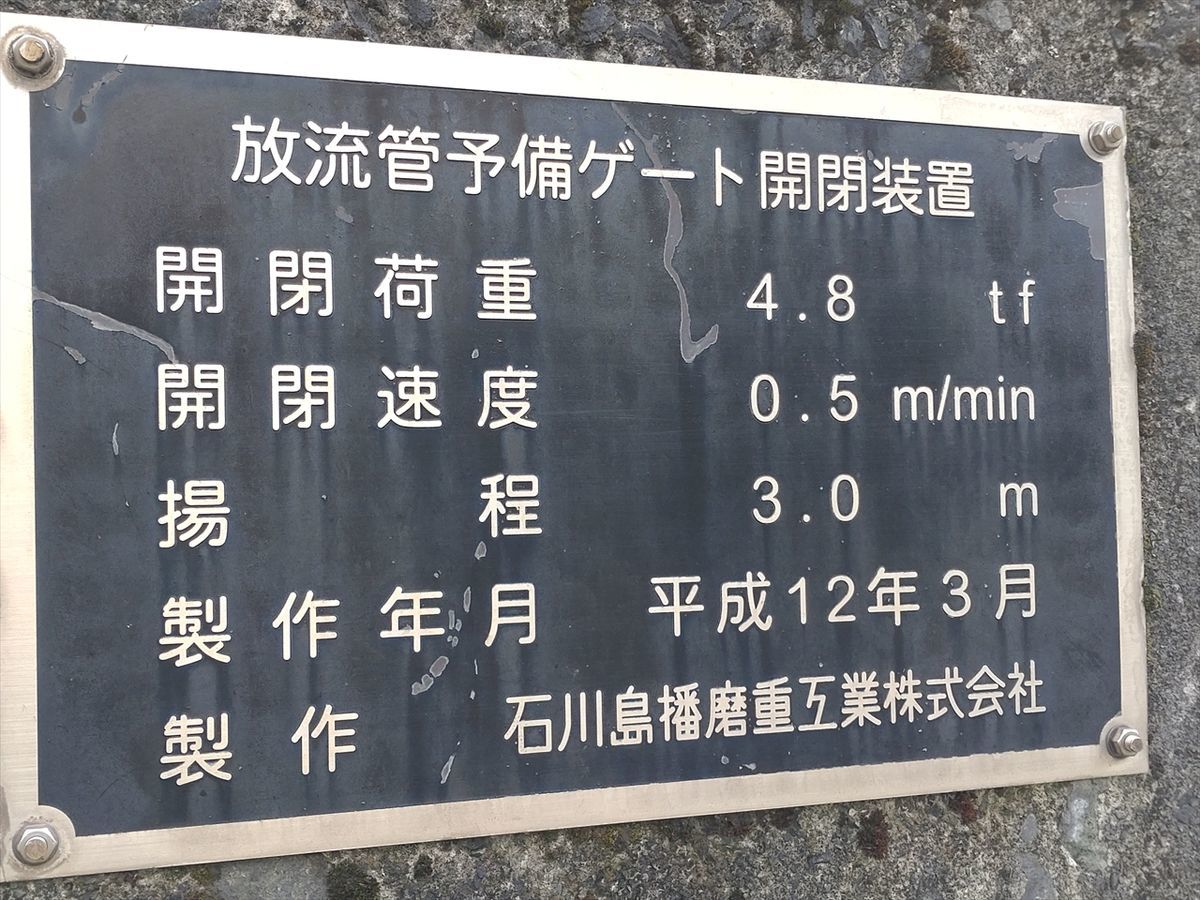 放流管予備ゲート開閉装置
開閉荷重 4.8 tf
開閉速度 0.5 m/min
揚程 3.0 m
製作年月 平成12年3月
製作 石川島播磨重工業株式会社